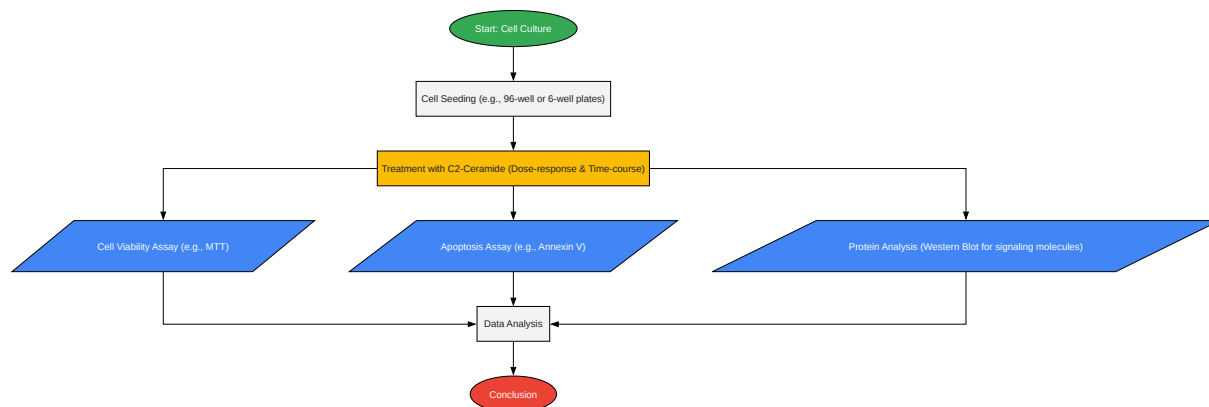 Start: Cell Culture
Cell Seeding (e.g., 96-well or 6-well plates)
Treatment with C2-Ceramide (Dose-response & Time-course)
Cell Viability Assay (e.g., MTT)
Apoptosis Assay (e.g., Annexin V)
Protein Analysis (Western Blot for signaling molecules)
Data Analysis
Conclusion